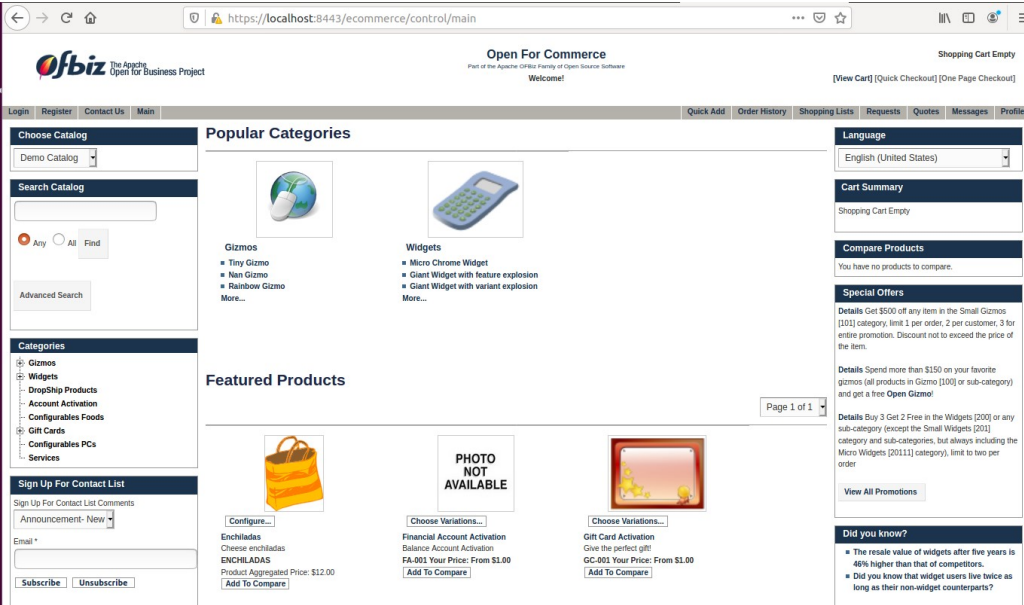 https://localhost:8443/ecommerce/control/main
Ofbiz The Apache
Open for Business Project
Open For Commerce
Part of the Apache OFBiz Family of Open Source Software
Welcome!
Shopping Cart Empty
[View Cart] [Quick Checkout] [One Page Checkout]
Login Register Contact Us Main Quick Add Order History Shopping Lists Requests Quotes Messages Profile
Choose Catalog
Demo Catalog
Search Catalog
Any All Find
Advanced Search
Categories
Gizmos
Widgets
DropShip Products
Account Activation
Configurables Foods
Gift Cards
Configurables PCs
Services
Sign Up For Contact List
Sign Up For Contact List Comments
Announcement- New
Email *
Subscribe Unsubscribe
Popular Categories
Gizmos
Tiny Gizmo
Nan Gizmo
Rainbow Gizmo
More...
Widgets
Micro Chrome Widget
Giant Widget with feature explosion
Giant Widget with variant explosion
More...
Featured Products
Page 1 of 1
Configure...
Enchiladas
Cheese enchiladas
ENCHILADAS
Product Aggregated Price: $12.00
Add To Compare
PHOTO
NOT
AVAILABLE
Choose Variations...
Financial Account Activation
Balance Account Activation
FA-001 Your Price: From $1.00
Add To Compare
Choose Variations...
Gift Card Activation
Give the perfect gift!
GC-001 Your Price: From $1.00
Add To Compare
Language
English (United States)
Cart Summary
Shopping Cart Empty
Compare Products
You have no products to compare.
Special Offers
Details Get $500 off any item in the Small Gizmos
[101] category, limit 1 per order, 2 per customer, 3 for
entire promotion. Discount not to exceed the price of
the item.
Details Spend more than $150 on your favorite
gizmos (all products in Gizmo [100] or sub-category)
and get a free Open Gizmo!
Details Buy 3 Get 2 Free in the Widgets [200] or any
sub-category (except the Small Widgets [201]
category and sub-categories, but always including the
Micro Widgets [20111] category), limit to two per
order
View All Promotions
Did you know?
The resale value of widgets after five years is
46% higher than that of competitors.
Did you know that widget users live twice as
long as their non-widget counterparts?